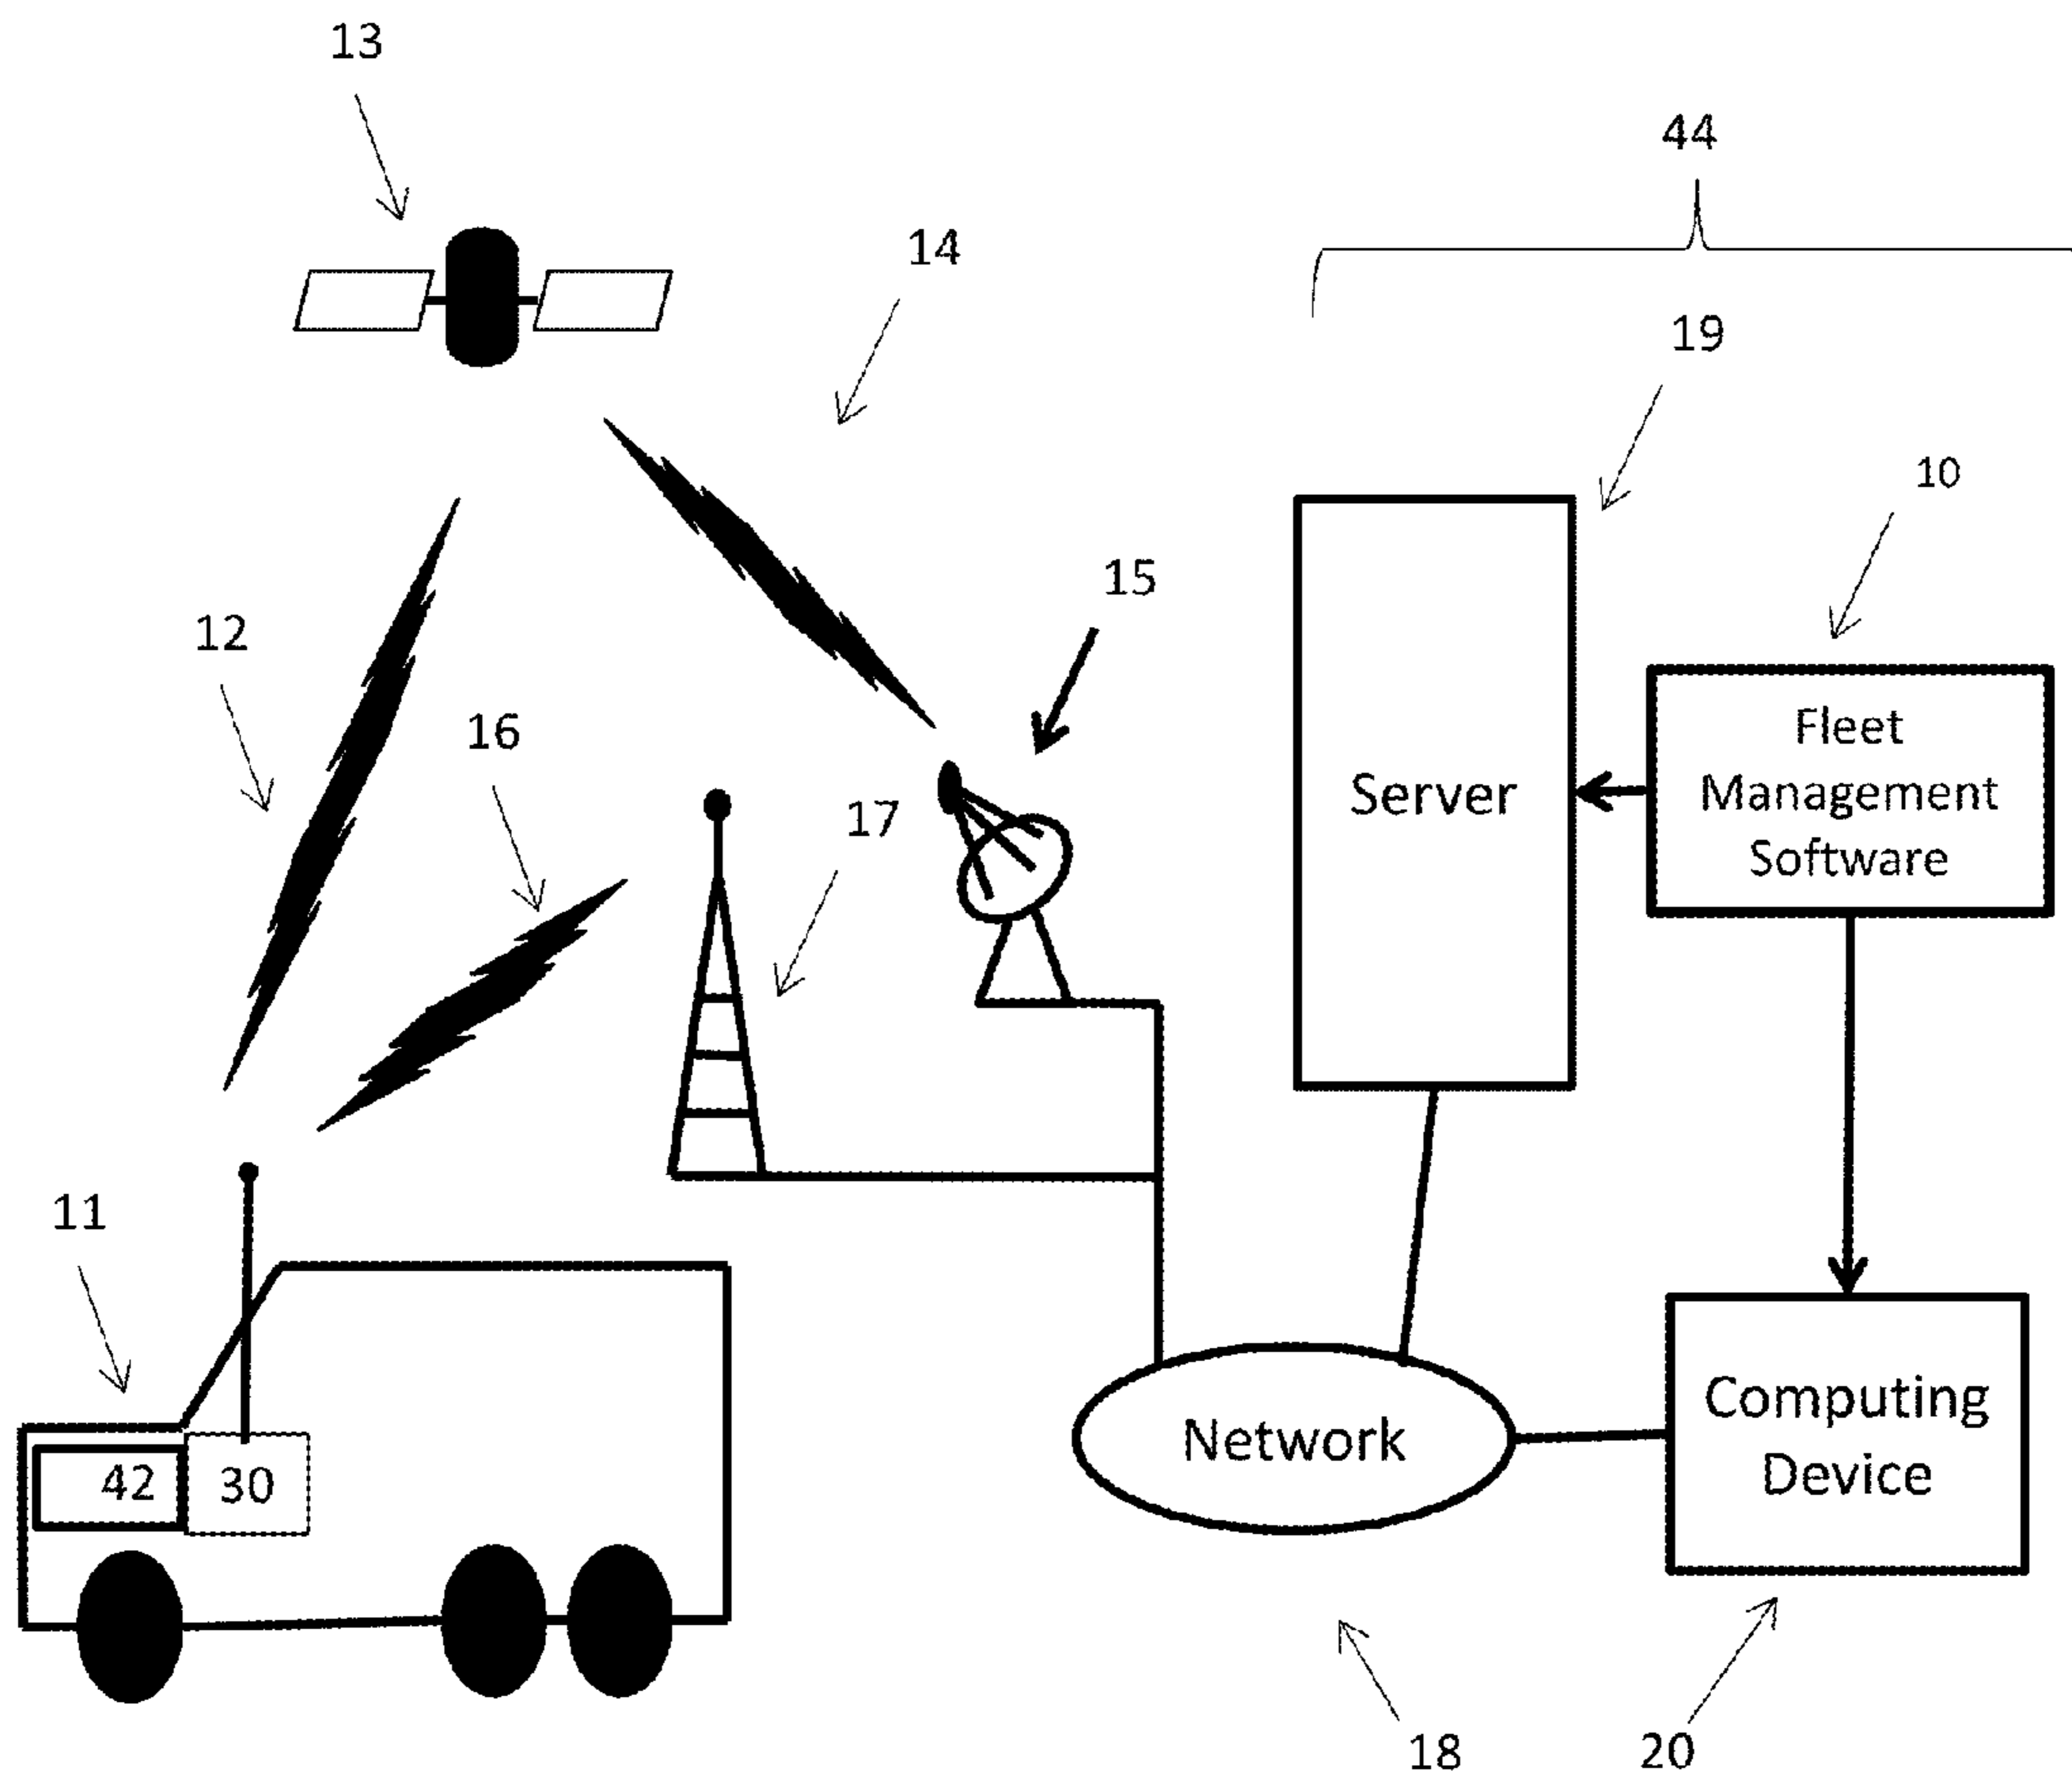 13
44
14
19
10
15
12
Fleet
Management
Software
16
Server
17
11
Computing
Device
Network
42
30
18
20